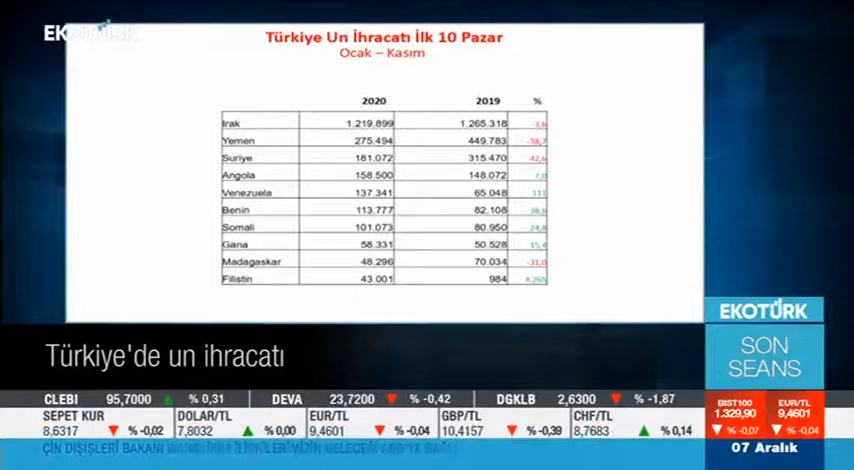 EKOTÜRK
Türkiye Un İhracatı İlk 10 Pazar
Ocak – Kasım
2020 2019 %
Irak 1.219.899 1.265.318 -3,6
Yemen 275.494 449.783 -38,7
Suriye 181.072 315.470 -42,6
Angola 158.500 148.072 7,0
Venezuela 137.341 65.048 111
Benin 113.777 82.108 38,6
Somali 101.073 80.950 24,8
Gana 58.331 50.528 15,4
Madagaskar 48.296 70.034 -31,0
Filistin 43.001 984
EKOTÜRK
Türkiye'de un ihracatı
SON
SEANS
CLEBI 95,7000 % 0,31 DEVA 23,7200 % -0,42 DGKLB 2,6300 % -1,87
SEPET KUR DOLAR/TL EUR/TL GBP/TL CHF/TL
8,6317 % -0,02 7,8032 % 0,00 9,4601 % -0,04 10,4157 % -0,39 8,7683 % 0,14
BIST100 EUR/TL
1.329,90 9,4601
% -0,07 % -0,04
07 Aralık
ÇİN DIŞİŞLERİ BAKANI